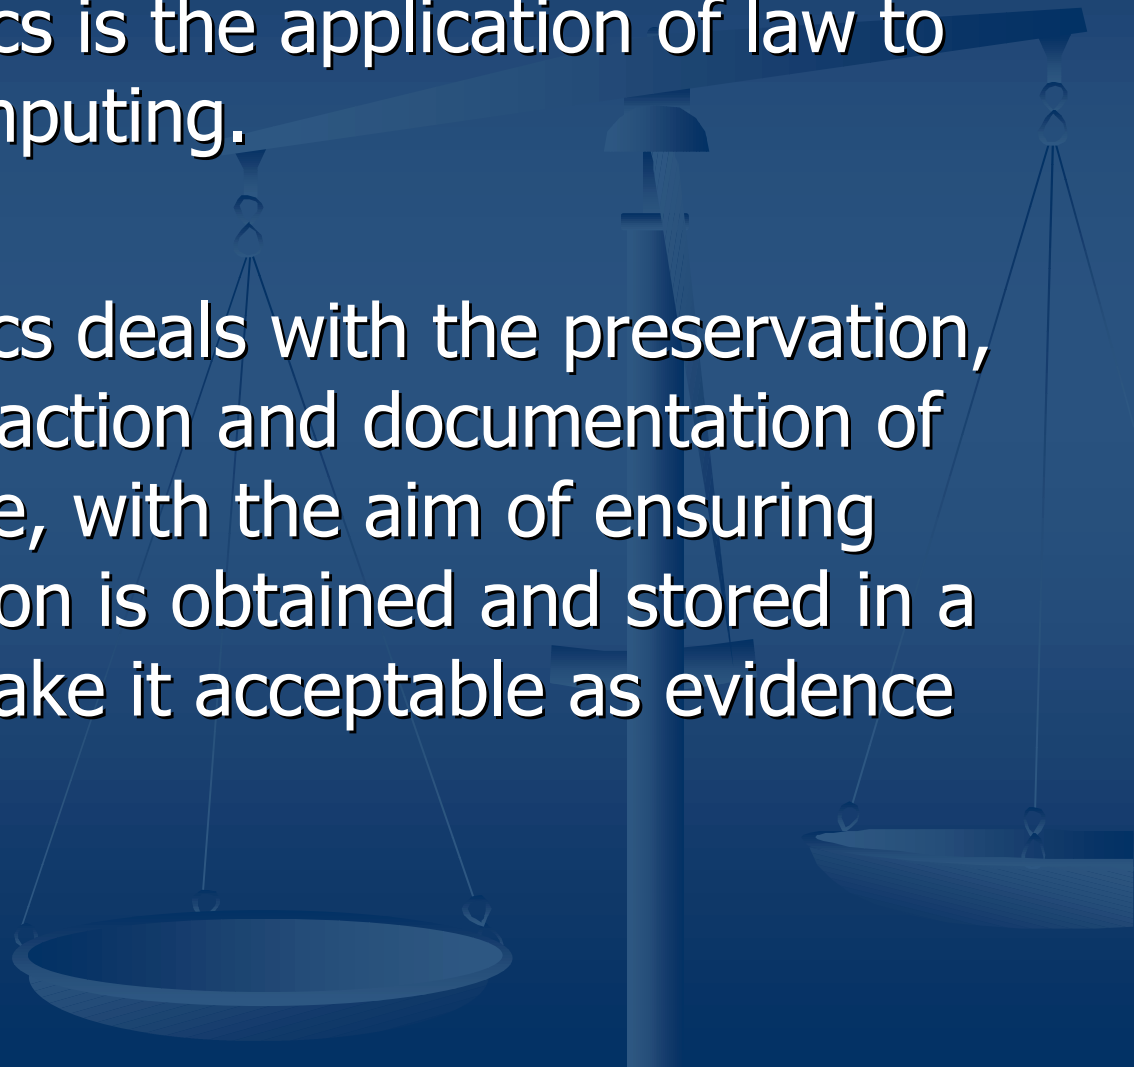 cs is the application of law to
mputing.
cs deals with the preservation,
action and documentation of
e, with the aim of ensuring
on is obtained and stored in a
ake it acceptable as evidence